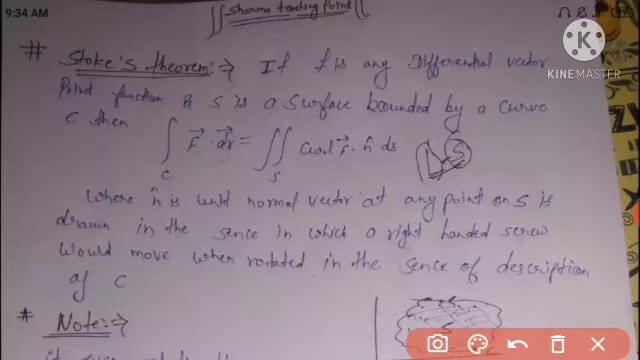 9:34 AM
Sharma teaching Point
KINEMASTER
# Stoke's theorem:→ If f is any Differential vector
Point function & S is a surface bounded by a curve
C then ∫C F⃗ · dr⃗ = ∬S Curl F⃗ · n̂ ds
S
where n̂ is unit normal vector at any point on S is
drawn in the sence in which a right handed screw
would move when rotated in the sence of description
of C.
# Note:→